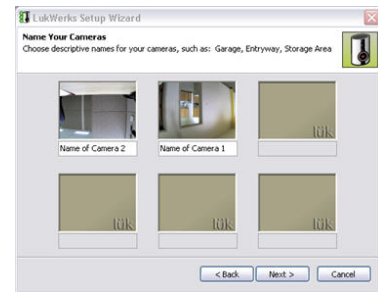 LukWerks Setup Wizard
Name Your Cameras
Choose descriptive names for your cameras, such as: Garage, Entryway, Storage Area
Name of Camera 2
Name of Camera 1
lük
lük
lük
lük
< Back
Next >
Cancel